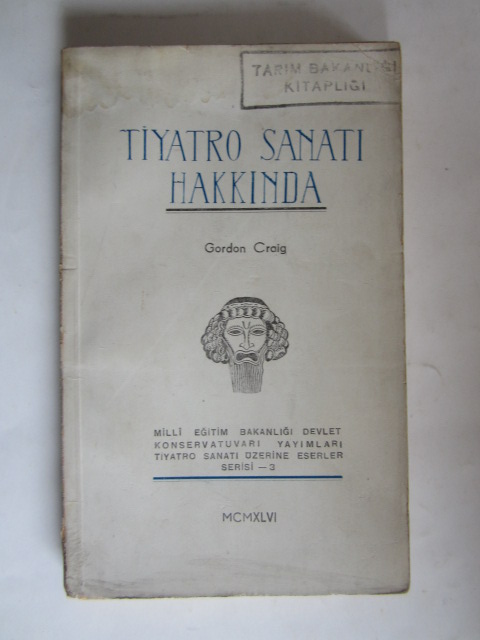 TARIM BAKANLIĞI
KİTAPLIĞI
TİYATRO SANATI
HAKKINDA
Gordon Craig
MİLLÎ EĞİTİM BAKANLIĞI DEVLET
KONSERVATUVARI YAYIMLARI
TİYATRO SANATI ÜZERİNE ESERLER
SERİSİ — 3
MCMXLVI